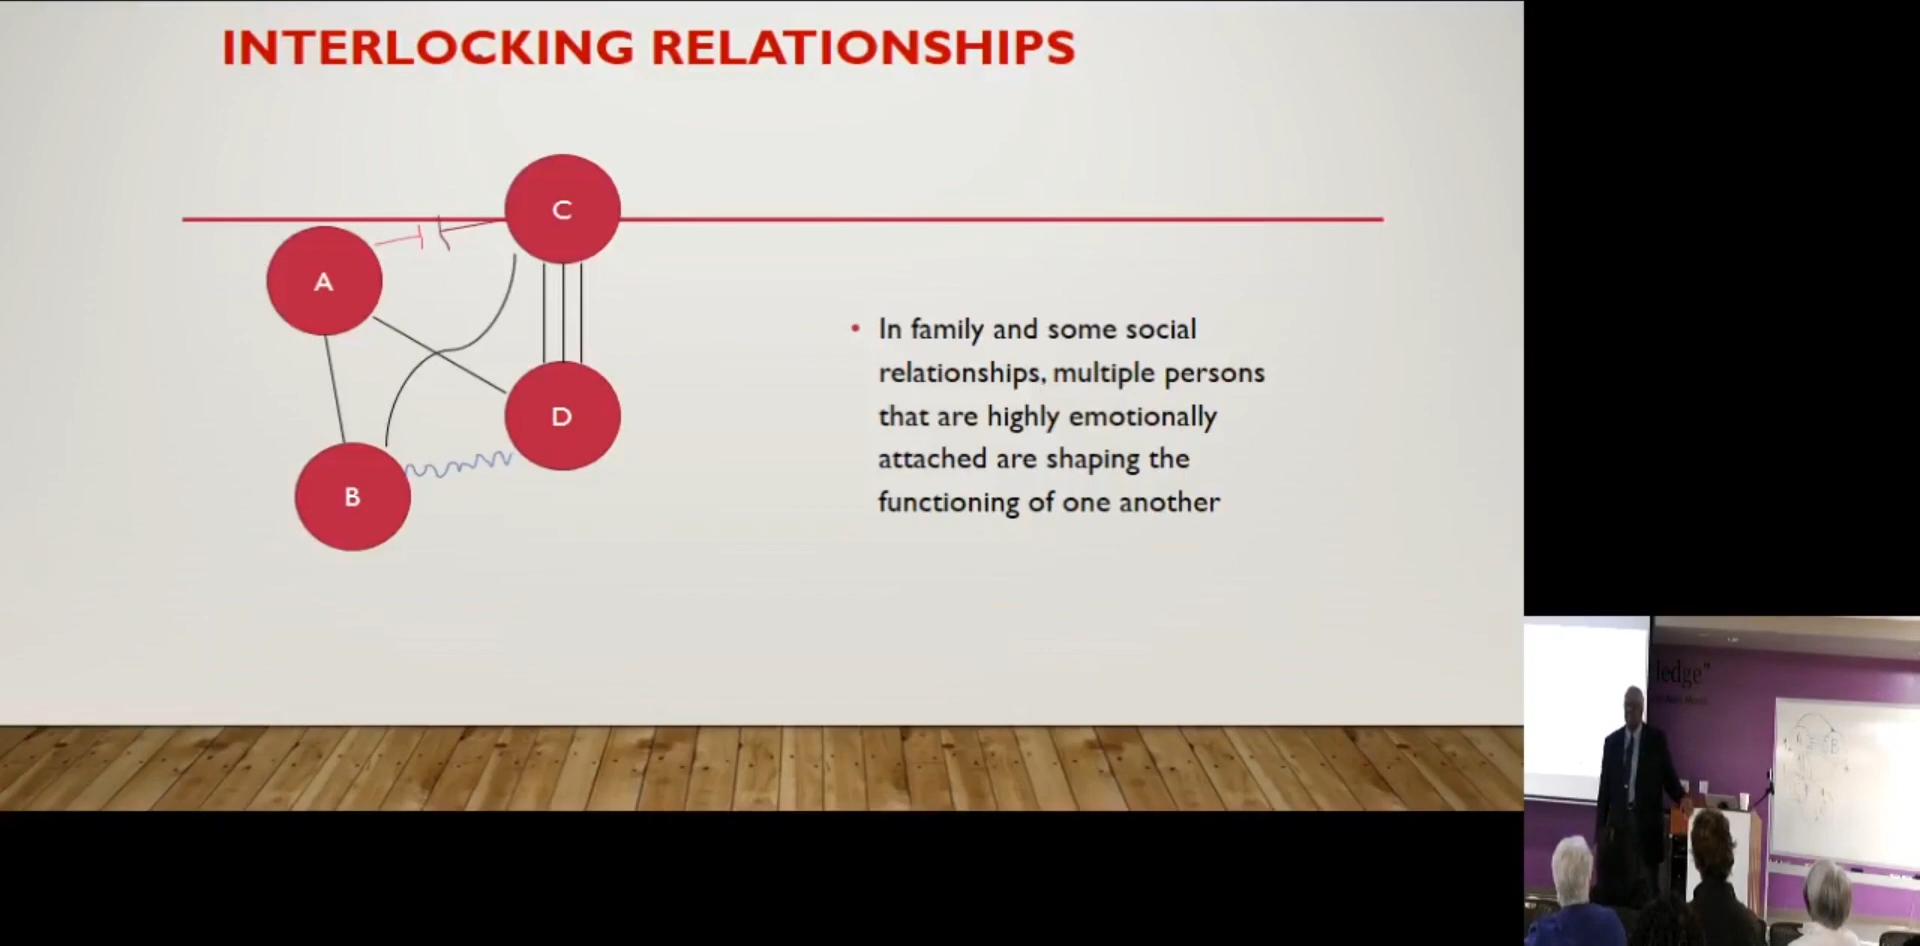 INTERLOCKING RELATIONSHIPS
C
A
D
B
• In family and some social
relationships, multiple persons
that are highly emotionally
attached are shaping the
functioning of one another
ledge"
B